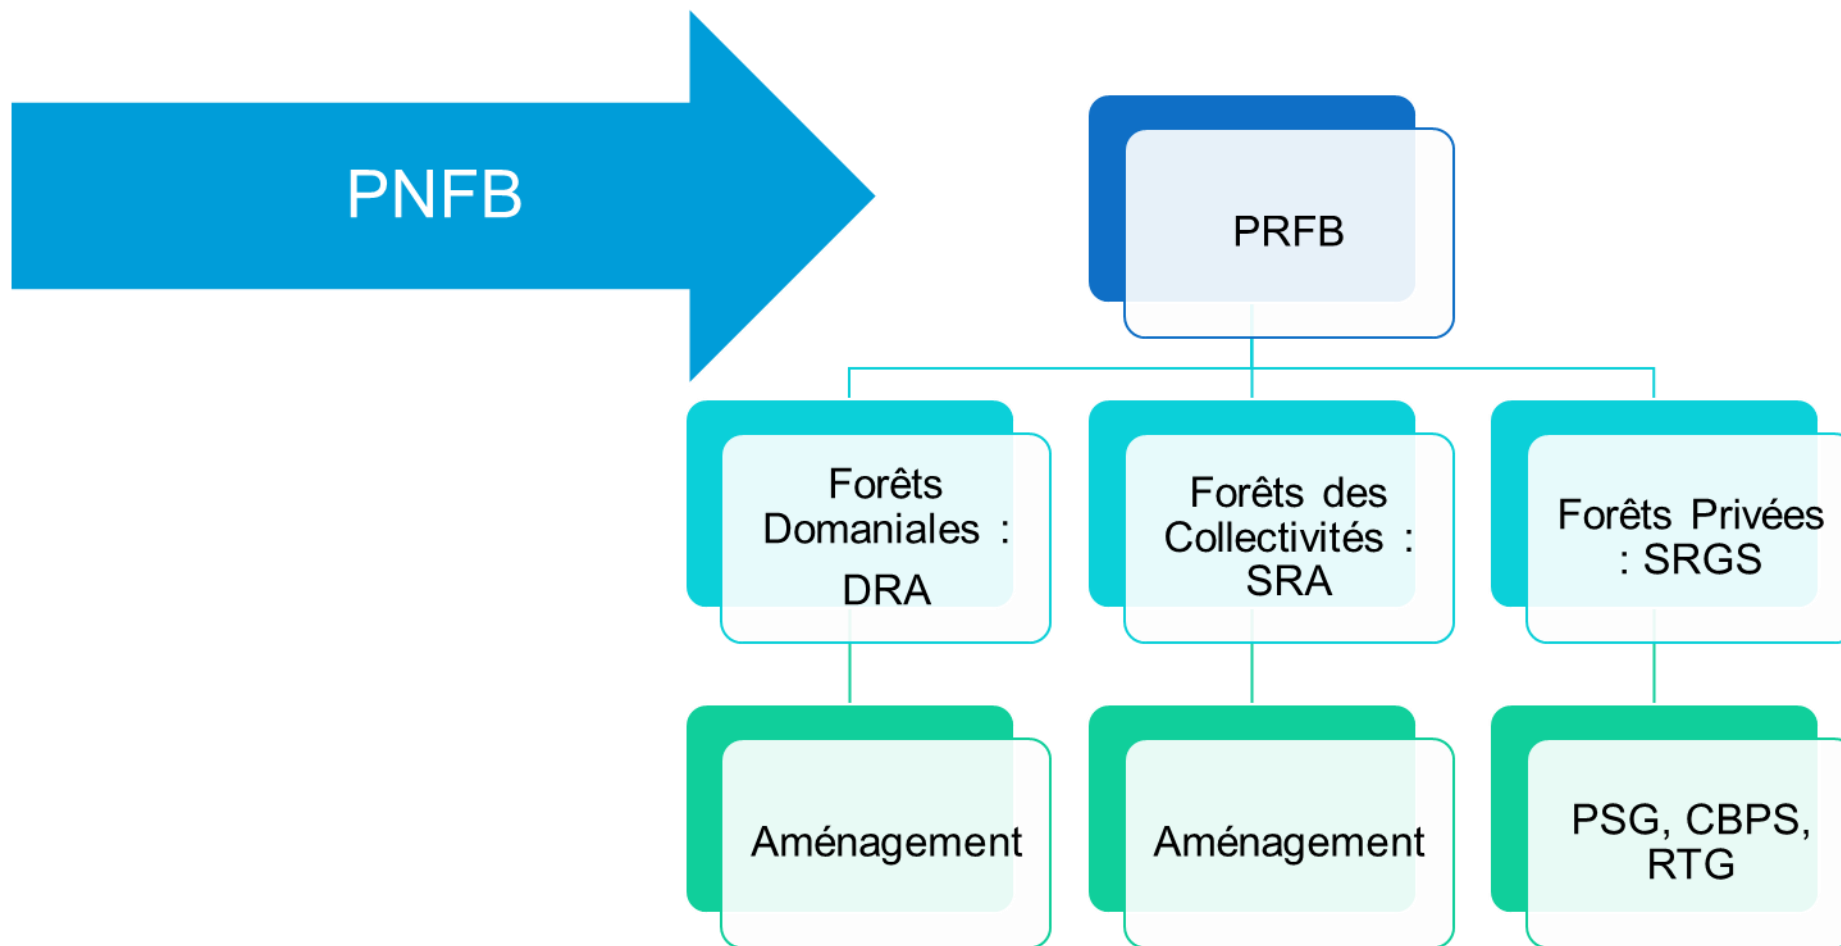 PNFB
PRFB
Forêts
Domaniales :
DRA
Forêts des
Collectivités :
SRA
Forêts Privées
: SRGS
Aménagement
Aménagement
PSG, CBPS,
RTG